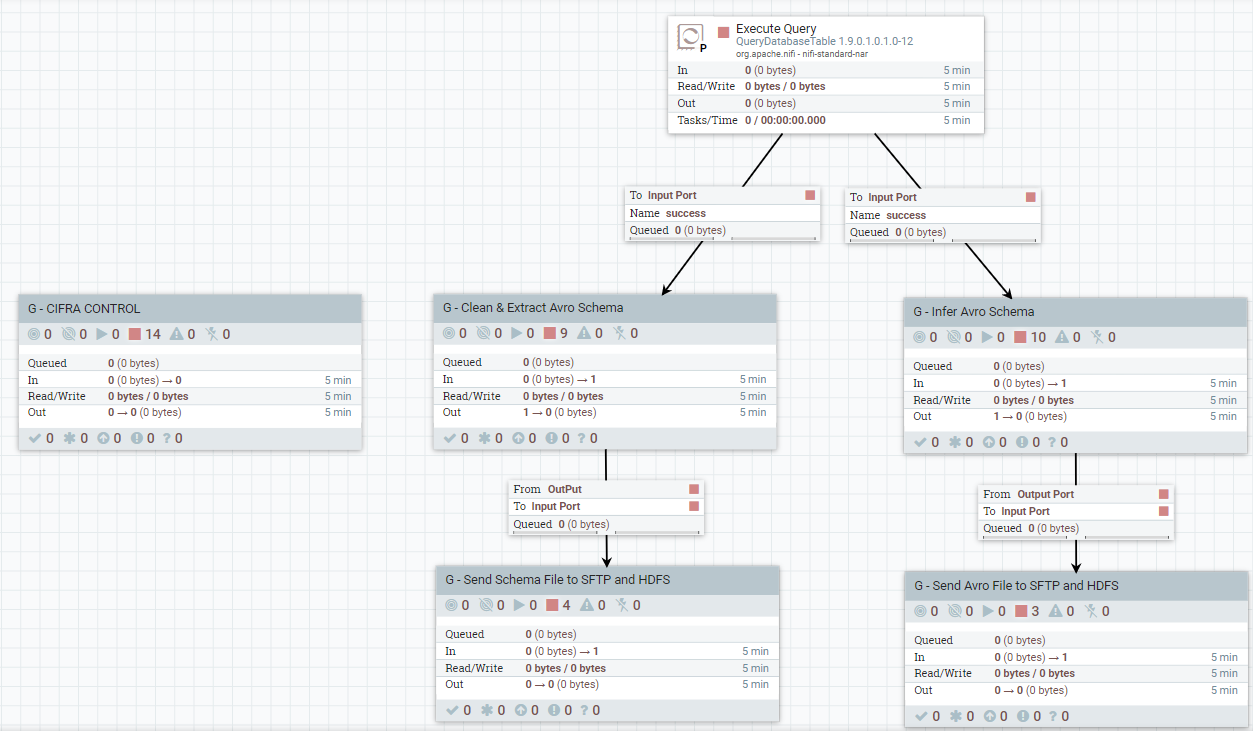 Execute Query
QueryDatabaseTable 1.9.0.1.0.1.0-12
P
org.apache.nifi - nifi-standard-nar
In 0 (0 bytes) 5 min
Read/Write 0 bytes / 0 bytes 5 min
Out 0 (0 bytes) 5 min
Tasks/Time 0 / 00:00:00.000 5 min
To Input Port
Name success
Queued 0 (0 bytes)
To Input Port
Name success
Queued 0 (0 bytes)
G - CIFRA CONTROL
0 0 0 14 0 0
Queued 0 (0 bytes)
In 0 (0 bytes) → 0 5 min
Read/Write 0 bytes / 0 bytes 5 min
Out 0 → 0 (0 bytes) 5 min
0 0 0 0 ? 0
G - Clean & Extract Avro Schema
0 0 0 9 0 0
Queued 0 (0 bytes)
In 0 (0 bytes) → 1 5 min
Read/Write 0 bytes / 0 bytes 5 min
Out 1 → 0 (0 bytes) 5 min
0 0 0 0 ? 0
G - Infer Avro Schema
0 0 0 10 0 0
Queued 0 (0 bytes)
In 0 (0 bytes) → 1 5 min
Read/Write 0 bytes / 0 bytes 5 min
Out 1 → 0 (0 bytes) 5 min
0 0 0 0 ? 0
From OutPut
To Input Port
Queued 0 (0 bytes)
From Output Port
To Input Port
Queued 0 (0 bytes)
G - Send Schema File to SFTP and HDFS
0 0 0 4 0 0
Queued 0 (0 bytes)
In 0 (0 bytes) → 1 5 min
Read/Write 0 bytes / 0 bytes 5 min
Out 0 → 0 (0 bytes) 5 min
0 0 0 0 ? 0
G - Send Avro File to SFTP and HDFS
0 0 0 3 0 0
Queued 0 (0 bytes)
In 0 (0 bytes) → 1 5 min
Read/Write 0 bytes / 0 bytes 5 min
Out 0 → 0 (0 bytes) 5 min
0 0 0 0 ? 0